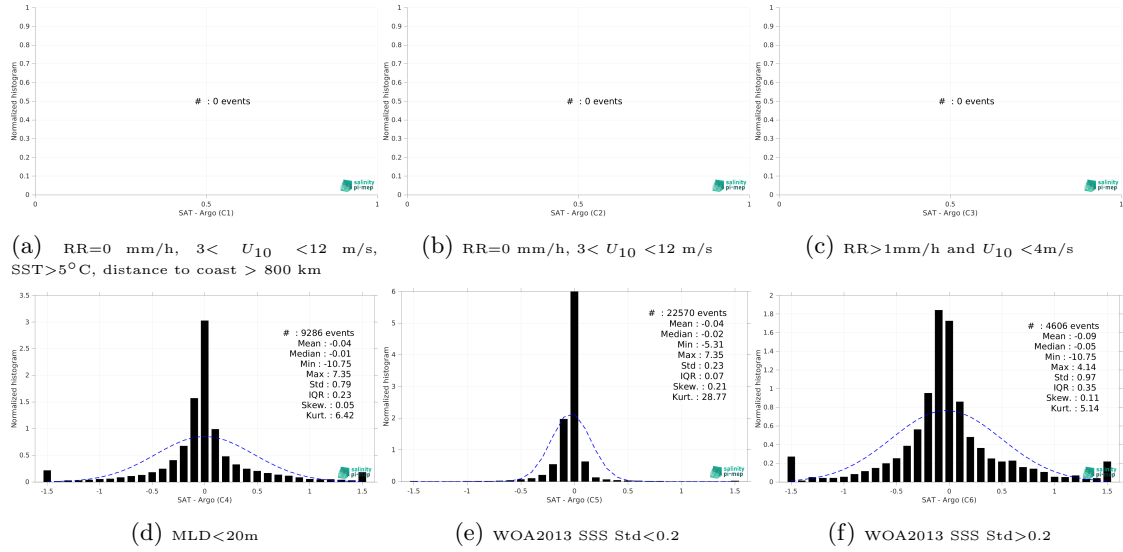 1
0.9
0.8
0.7
0.6
0.5
0.4
0.3
0.2
0.1
0
Normalized histogram
# : 0 events
salinity
pi-mep
0 0.5 1
SAT - Argo (C1)
(a) RR=0 mm/h, 3< U10 <12 m/s,
SST>5°C, distance to coast > 800 km
1
0.9
0.8
0.7
0.6
0.5
0.4
0.3
0.2
0.1
0
Normalized histogram
# : 0 events
salinity
pi-mep
0 0.5 1
SAT - Argo (C2)
(b) RR=0 mm/h, 3< U10 <12 m/s
1
0.9
0.8
0.7
0.6
0.5
0.4
0.3
0.2
0.1
0
Normalized histogram
# : 0 events
salinity
pi-mep
0 0.5 1
SAT - Argo (C3)
(c) RR>1mm/h and U10 <4m/s
3.5
3
2.5
2
1.5
1
0.5
0
Normalized histogram
# : 9286 events
Mean : -0.04
Median : -0.01
Min : -10.75
Max : 7.35
Std : 0.79
IQR : 0.23
Skew. : 0.05
Kurt. : 6.42
salinity
pi-mep
-1.5 -1 -0.5 0 0.5 1 1.5
SAT - Argo (C4)
(d) MLD<20m
6
5
4
3
2
1
0
Normalized histogram
# : 22570 events
Mean : -0.04
Median : -0.02
Min : -5.31
Max : 7.35
Std : 0.23
IQR : 0.07
Skew. : 0.21
Kurt. : 28.77
salinity
pi-mep
-1.5 -1 -0.5 0 0.5 1 1.5
SAT - Argo (C5)
(e) WOA2013 SSS Std<0.2
2
1.8
1.6
1.4
1.2
1
0.8
0.6
0.4
0.2
0
Normalized histogram
# : 4606 events
Mean : -0.09
Median : -0.05
Min : -10.75
Max : 4.14
Std : 0.97
IQR : 0.35
Skew. : 0.11
Kurt. : 5.14
salinity
pi-mep
-1.5 -1 -0.5 0 0.5 1 1.5
SAT - Argo (C6)
(f) WOA2013 SSS Std>0.2